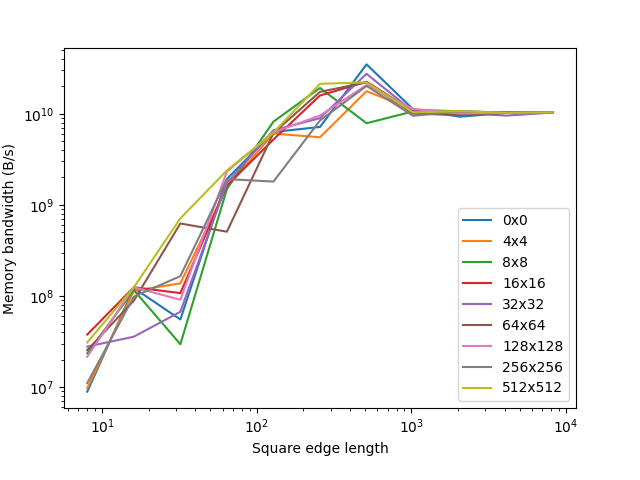 10¹⁰
10⁹
10⁸
10⁷
Memory bandwidth (B/s)
0x0
4x4
8x8
16x16
32x32
64x64
128x128
256x256
512x512
10¹ 10² 10³ 10⁴
Square edge length